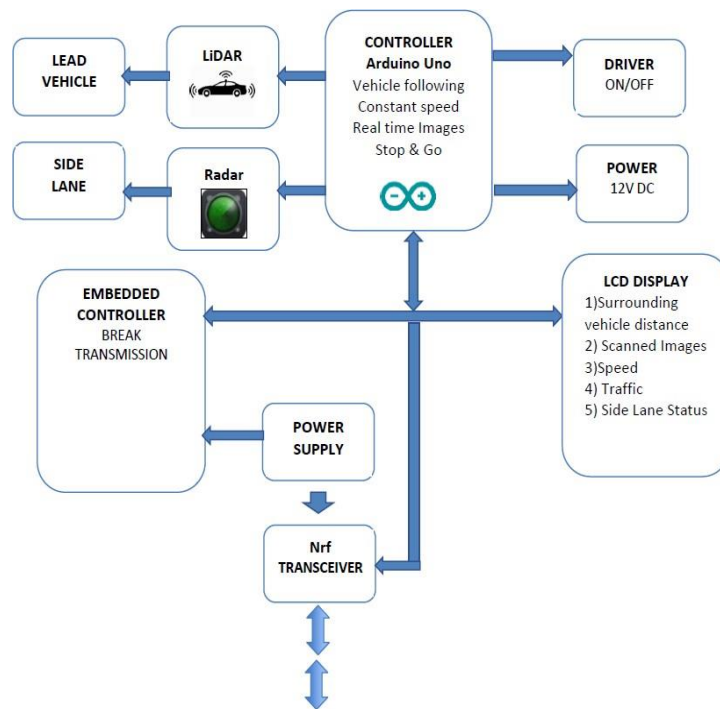 LEAD
VEHICLE
LiDAR
CONTROLLER
Arduino Uno
Vehicle following
Constant speed
Real time Images
Stop & Go
DRIVER
ON/OFF
SIDE
LANE
Radar
POWER
12V DC
EMBEDDED
CONTROLLER
BREAK
TRANSMISSION
LCD DISPLAY
1)Surrounding
vehicle distance
2) Scanned Images
3)Speed
4) Traffic
5) Side Lane Status
POWER
SUPPLY
Nrf
TRANSCEIVER